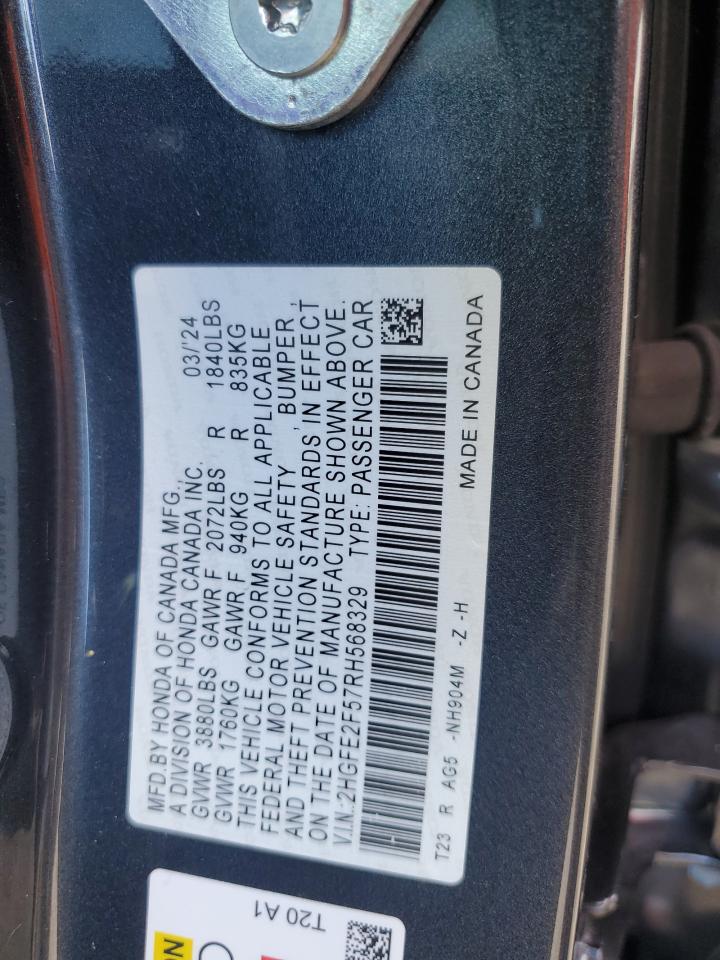 MFD.BY HONDA OF CANADA MFG.,
A DIVISION OF HONDA CANADA INC. 03/'24
GVWR 3880LBS GAWR F 2072LBS R 1840LBS
GVWR 1760KG GAWR F 940KG R 835KG
THIS VEHICLE CONFORMS TO ALL APPLICABLE
FEDERAL MOTOR VEHICLE SAFETY , BUMPER ,
AND THEFT PREVENTION STANDARDS IN EFFECT
ON THE DATE OF MANUFACTURE SHOWN ABOVE.
V.I.N.:2HGFE2F57RH568329 TYPE: PASSENGER CAR
T23 R AG5 -NH904M -Z -H MADE IN CANADA
T20 A1